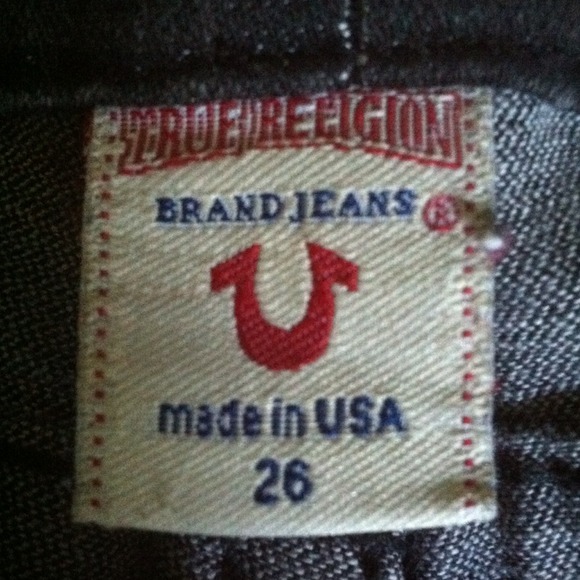 TRUE RELIGION
BRAND JEANS ®
made in USA
26